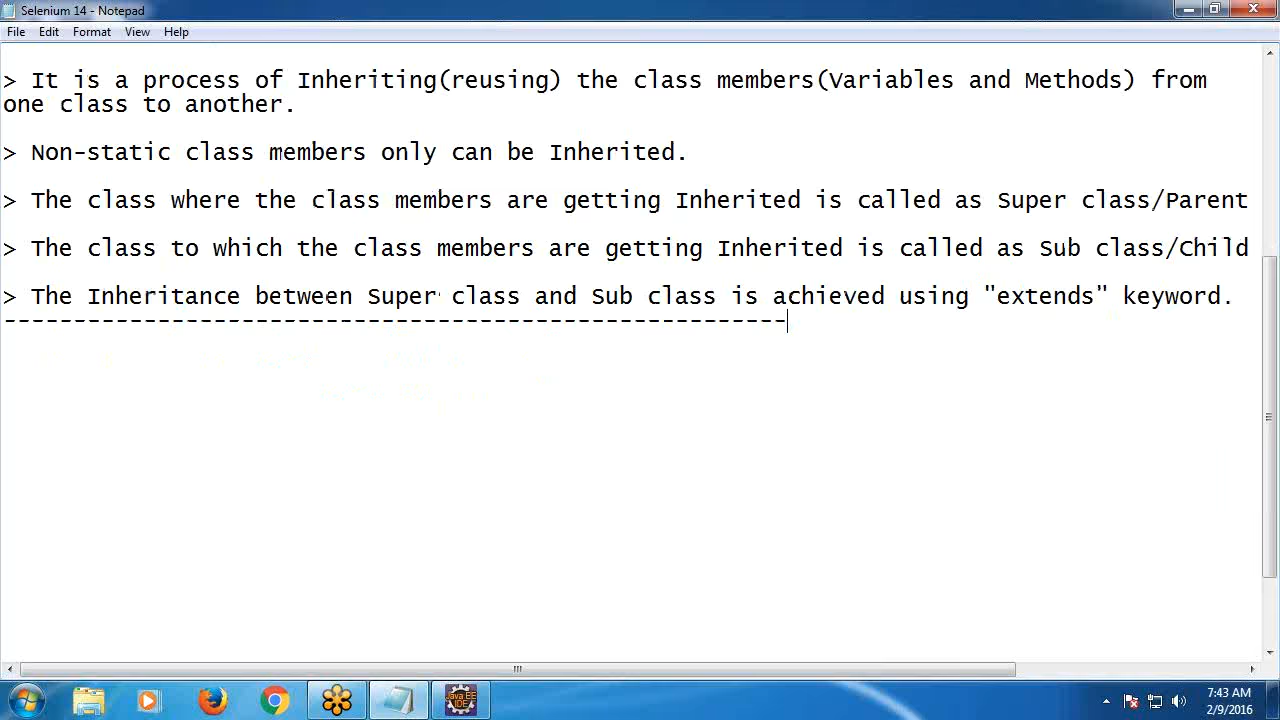 Selenium 14 - Notepad
File Edit Format View Help
> It is a process of Inheriting(reusing) the class members(Variables and Methods) from
one class to another.
> Non-static class members only can be Inherited.
> The class where the class members are getting Inherited is called as Super class/Parent
> The class to which the class members are getting Inherited is called as Sub class/Child
> The Inheritance between Super class and Sub class is achieved using "extends" keyword.
--------------------------------------------------------
Java EE
IDE
7:43 AM
2/9/2016